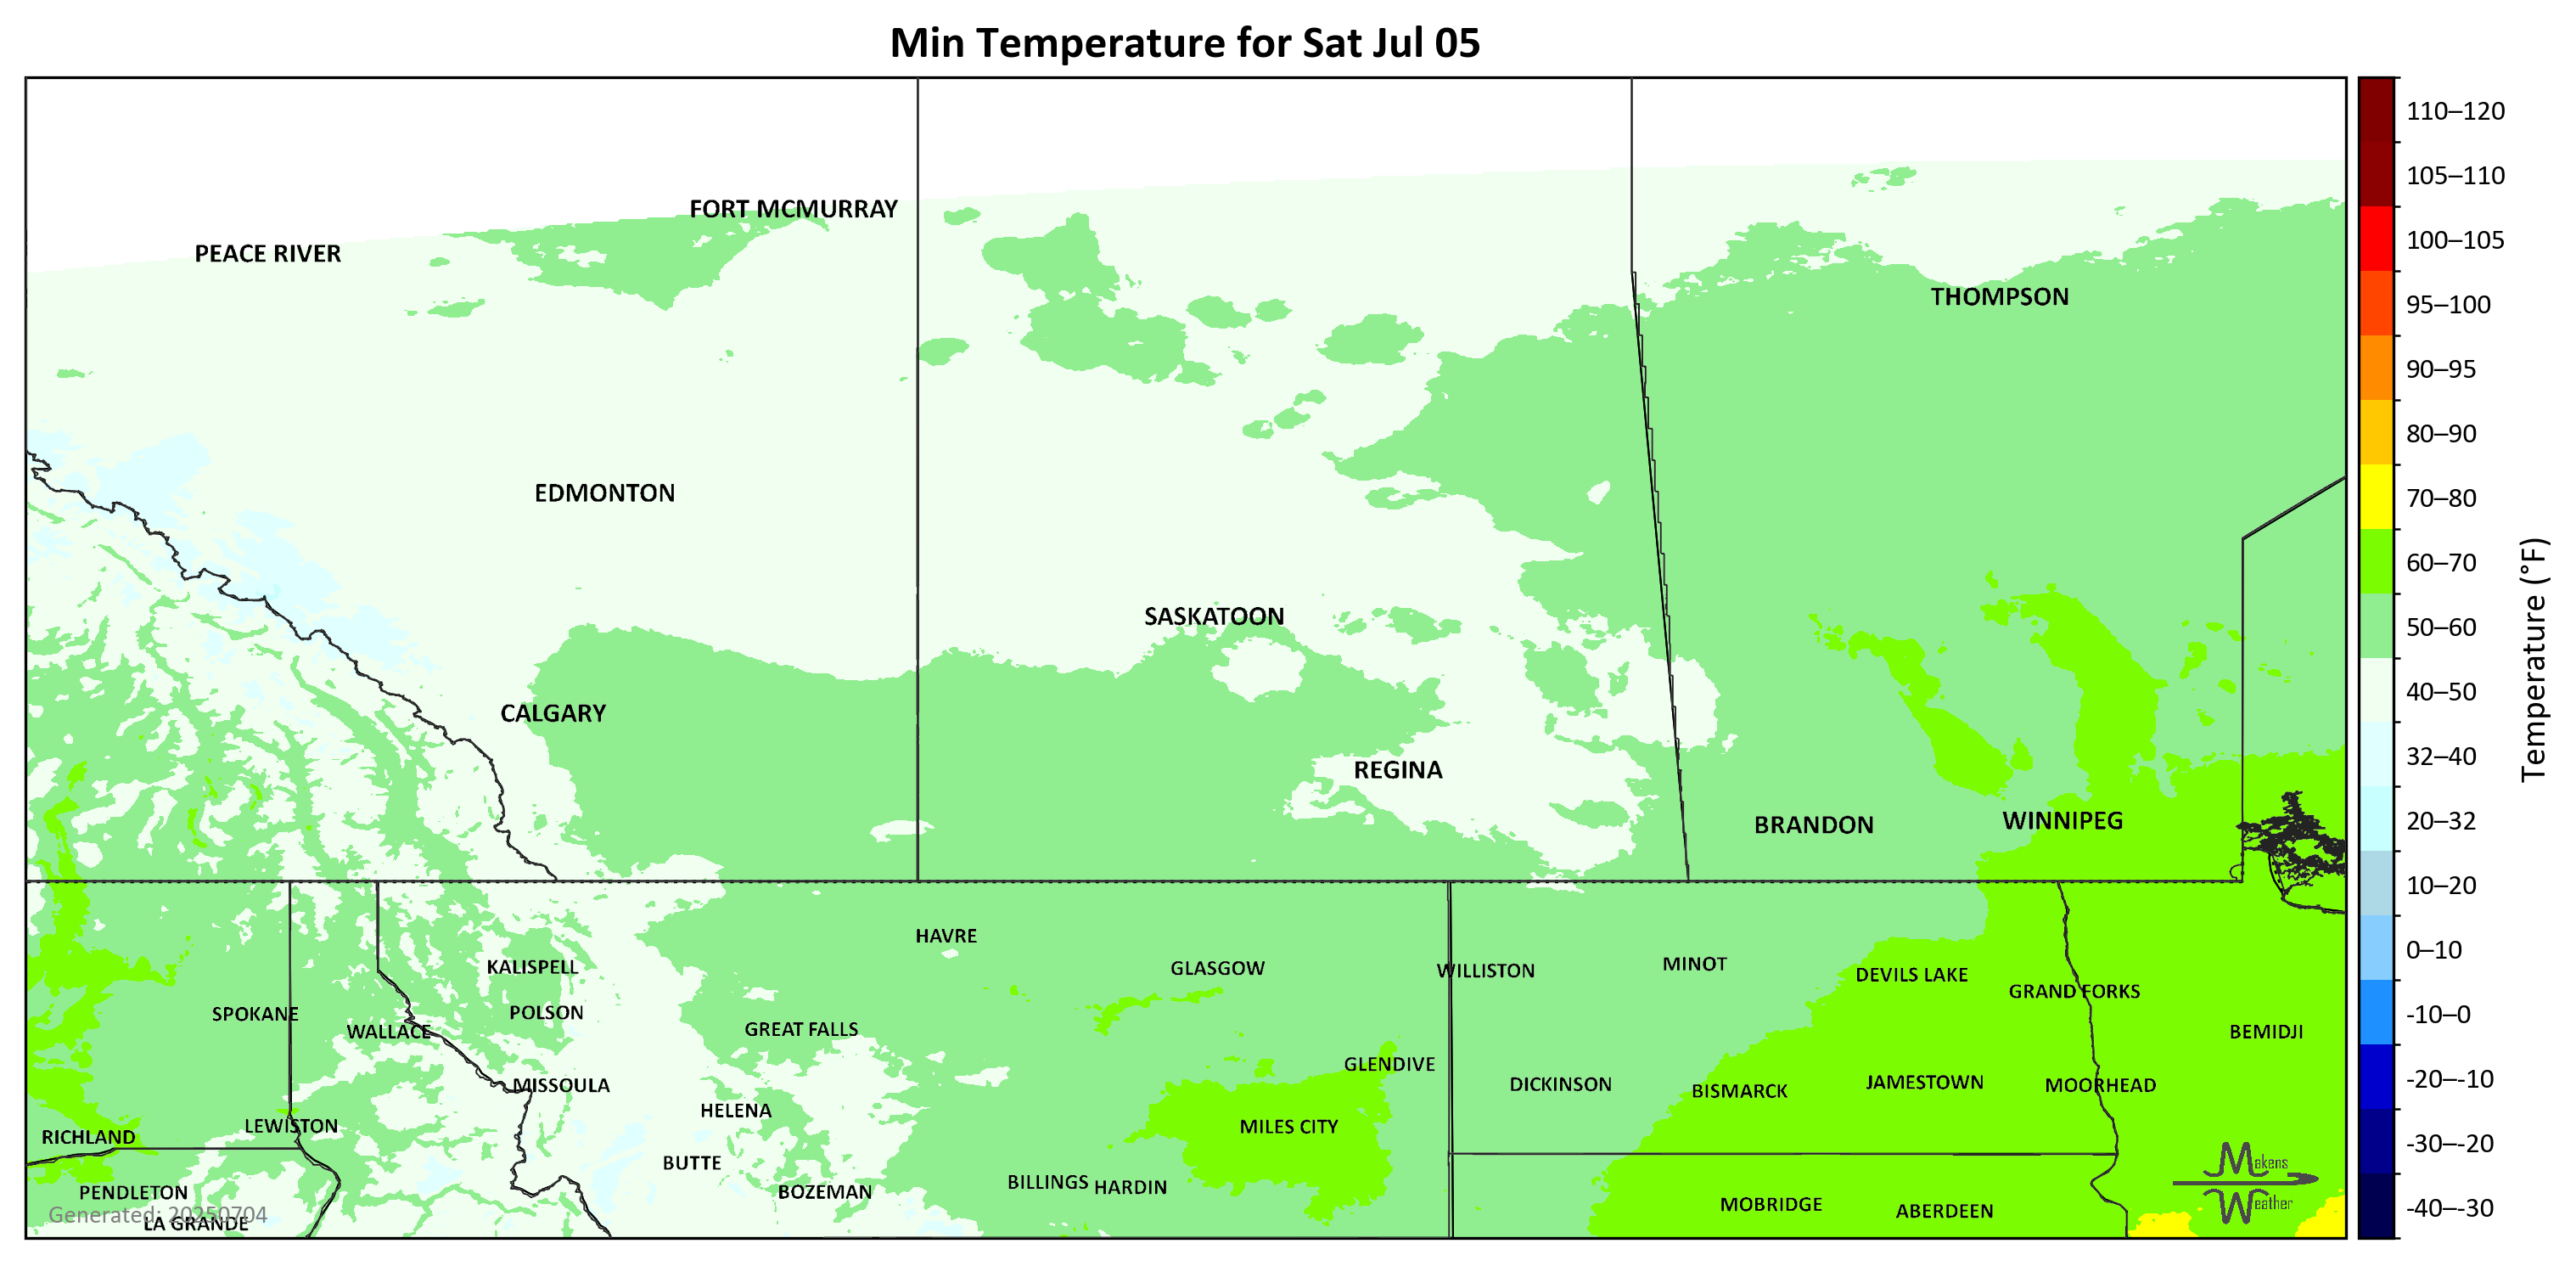 Min Temperature for Sat Jul 05
FORT MCMURRAY
PEACE RIVER
THOMPSON
EDMONTON
SASKATOON
CALGARY
REGINA
BRANDON
WINNIPEG
HAVRE
KALISPELL
GLASGOW
WILLISTON
MINOT
DEVILS LAKE
GRAND FORKS
SPOKANE
POLSON
WALLACE
GREAT FALLS
BEMIDJI
GLENDIVE
MISSOULA
DICKINSON
BISMARCK
JAMESTOWN
MOORHEAD
HELENA
LEWISTON
MILES CITY
RICHLAND
BUTTE
BILLINGS
HARDIN
PENDLETON
BOZEMAN
MOBRIDGE
ABERDEEN
Generated: 20250704
LA GRANDE
Makens
Weather
110–120
105–110
100–105
95–100
90–95
80–90
70–80
60–70
50–60
40–50
32–40
20–32
10–20
0–10
-10–0
-20–-10
-30–-20
-40–-30
Temperature (°F)